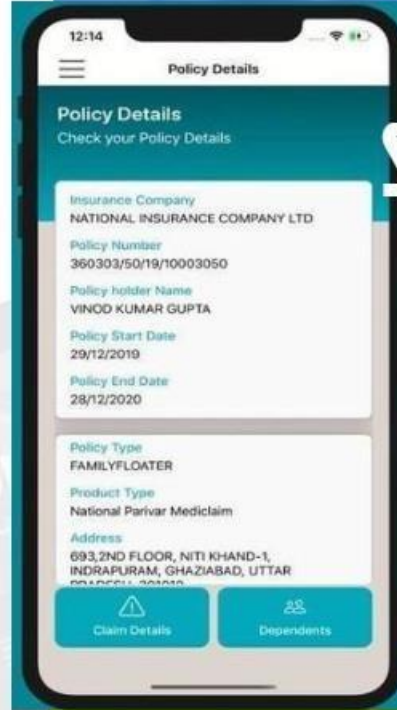 12:14
Policy Details
Policy Details
Check your Policy Details
Insurance Company
NATIONAL INSURANCE COMPANY LTD
Policy Number
360303/50/19/10003050
Policy holder Name
VINOD KUMAR GUPTA
Policy Start Date
29/12/2019
Policy End Date
28/12/2020
Policy Type
FAMILYFLOATER
Product Type
National Parivar Mediclaim
Address
693,2ND FLOOR, NITI KHAND-1,
INDRAPURAM, GHAZIABAD, UTTAR
Claim Details
Dependents